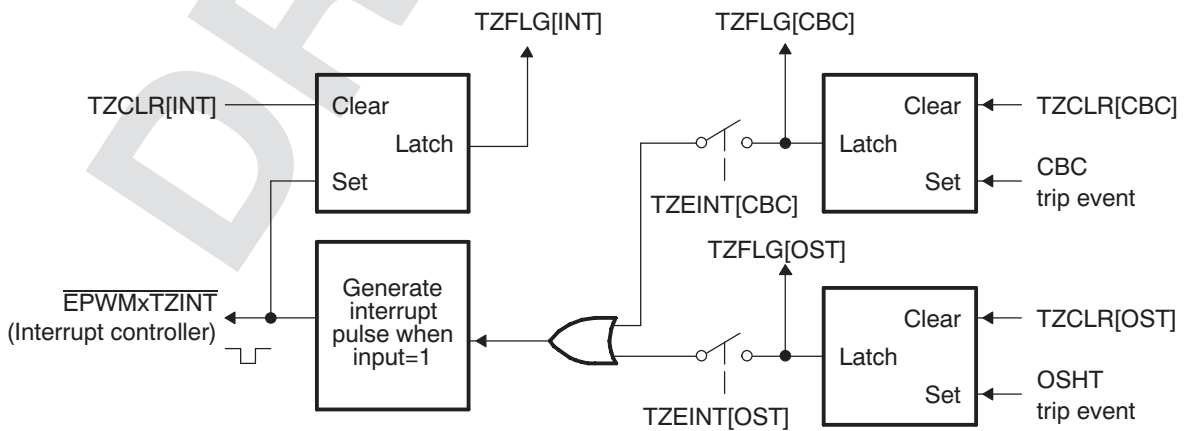 TZFLG[INT]
TZFLG[CBC]
TZCLR[INT]
Clear
Latch
Set
Clear
TZCLR[CBC]
Latch
Set
CBC
trip event
TZEINT[CBC]
TZFLG[OST]
EPWMxTZINT
(Interrupt controller)
Generate
interrupt
pulse when
input=1
Clear
TZCLR[OST]
Latch
Set
OSHT
trip event
TZEINT[OST]